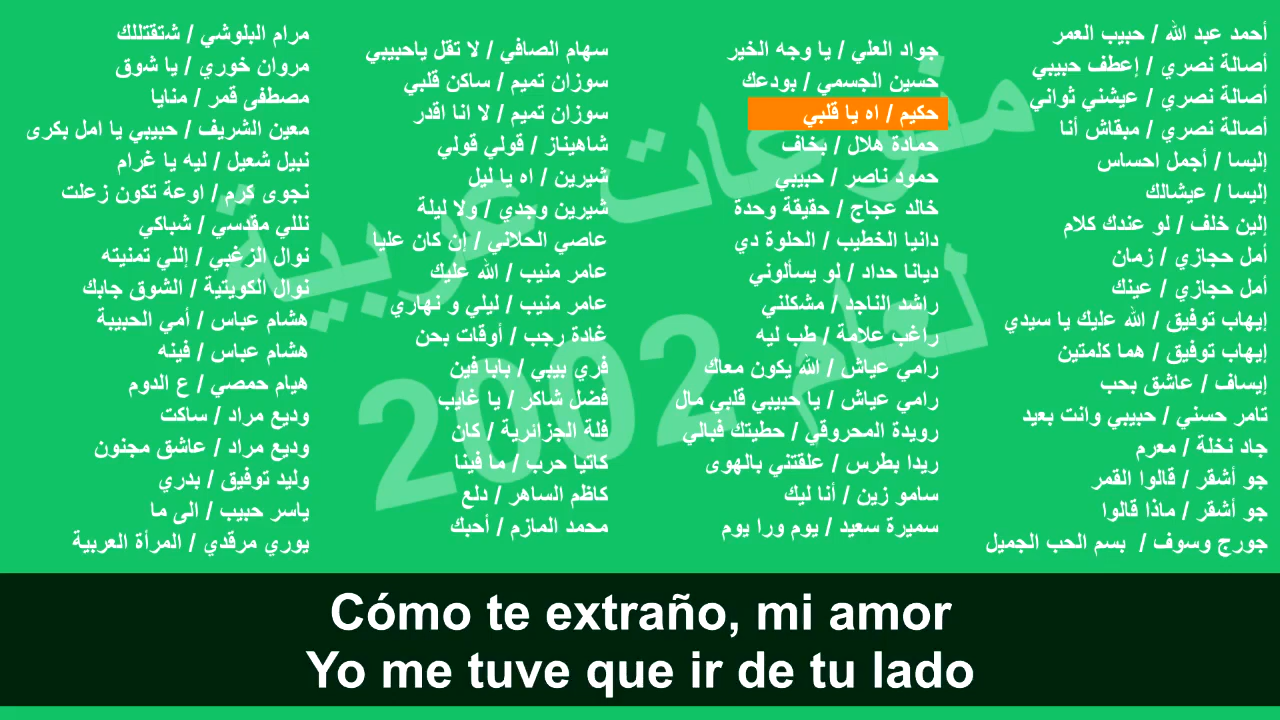 أحمد عبد الله / حبيب العمر
أصالة نصري / إعطف حبيبي
أصالة نصري / عيشني ثواني
أصالة نصري / مبقاش أنا
إليسا / أجمل احساس
إليسا / عيشالك
إلين خلف / لو عندك كلام
أمل حجازي / زمان
أمل حجازي / عينك
إيهاب توفيق / الله عليك يا سيدي
إيهاب توفيق / هما كلمتين
إيساف / عاشق بحب
تامر حسني / حبيبي وانت بعيد
جاد نخلة / معرم
جو أشقر / قالوا القمر
جو أشقر / ماذا قالوا
جورج وسوف / بسم الحب الجميل
جواد العلي / يا وجه الخير
حسين الجسمي / بودعك
حكيم / اه يا قلبي
حمادة هلال / بخاف
حمود ناصر / حبيبي
خالد عجاج / حقيقة وحدة
دانيا الخطيب / الحلوة دي
ديانا حداد / لو يسألوني
راشد الناجد / مشكلني
راغب علامة / طب ليه
رامي عياش / الله يكون معاك
رامي عياش / يا حبيبي قلبي مال
رويدة المحروقي / حطيتك فبالي
ريدا بطرس / علقتني بالهوى
سامو زين / أنا ليك
سميرة سعيد / يوم ورا يوم
سهام الصافي / لا تقل ياحبيبي
سوزان تميم / ساكن قلبي
سوزان تميم / لا انا اقدر
شاهيناز / قولي قولي
شيرين / اه يا ليل
شيرين وجدي / ولا ليلة
عاصي الحلاني / إن كان عليا
عامر منيب / الله عليك
عامر منيب / ليلي و نهاري
غادة رجب / أوقات بحن
فري بيبي / بابا فين
فضل شاكر / يا غايب
فلة الجزائرية / كان
كاتيا حرب / ما فينا
كاظم الساهر / دلع
محمد المازم / أحبك
مرام البلوشي / شتقتللك
مروان خوري / يا شوق
مصطفى قمر / منايا
معين الشريف / حبيبي يا امل بكرى
نبيل شعيل / ليه يا غرام
نجوى كرم / اوعة تكون زعلت
نللي مقدسي / شباكي
نوال الزغبي / إللي تمنيته
نوال الكويتية / الشوق جابك
هشام عباس / أمي الحبيبة
هشام عباس / فينه
هيام حمصي / ع الدوم
وديع مراد / ساكت
وديع مراد / عاشق مجنون
وليد توفيق / بدري
ياسر حبيب / الى ما
يوري مرقدي / المرأة العربية
منوعات عربية
لعام 2002
Cómo te extraño, mi amor
Yo me tuve que ir de tu lado